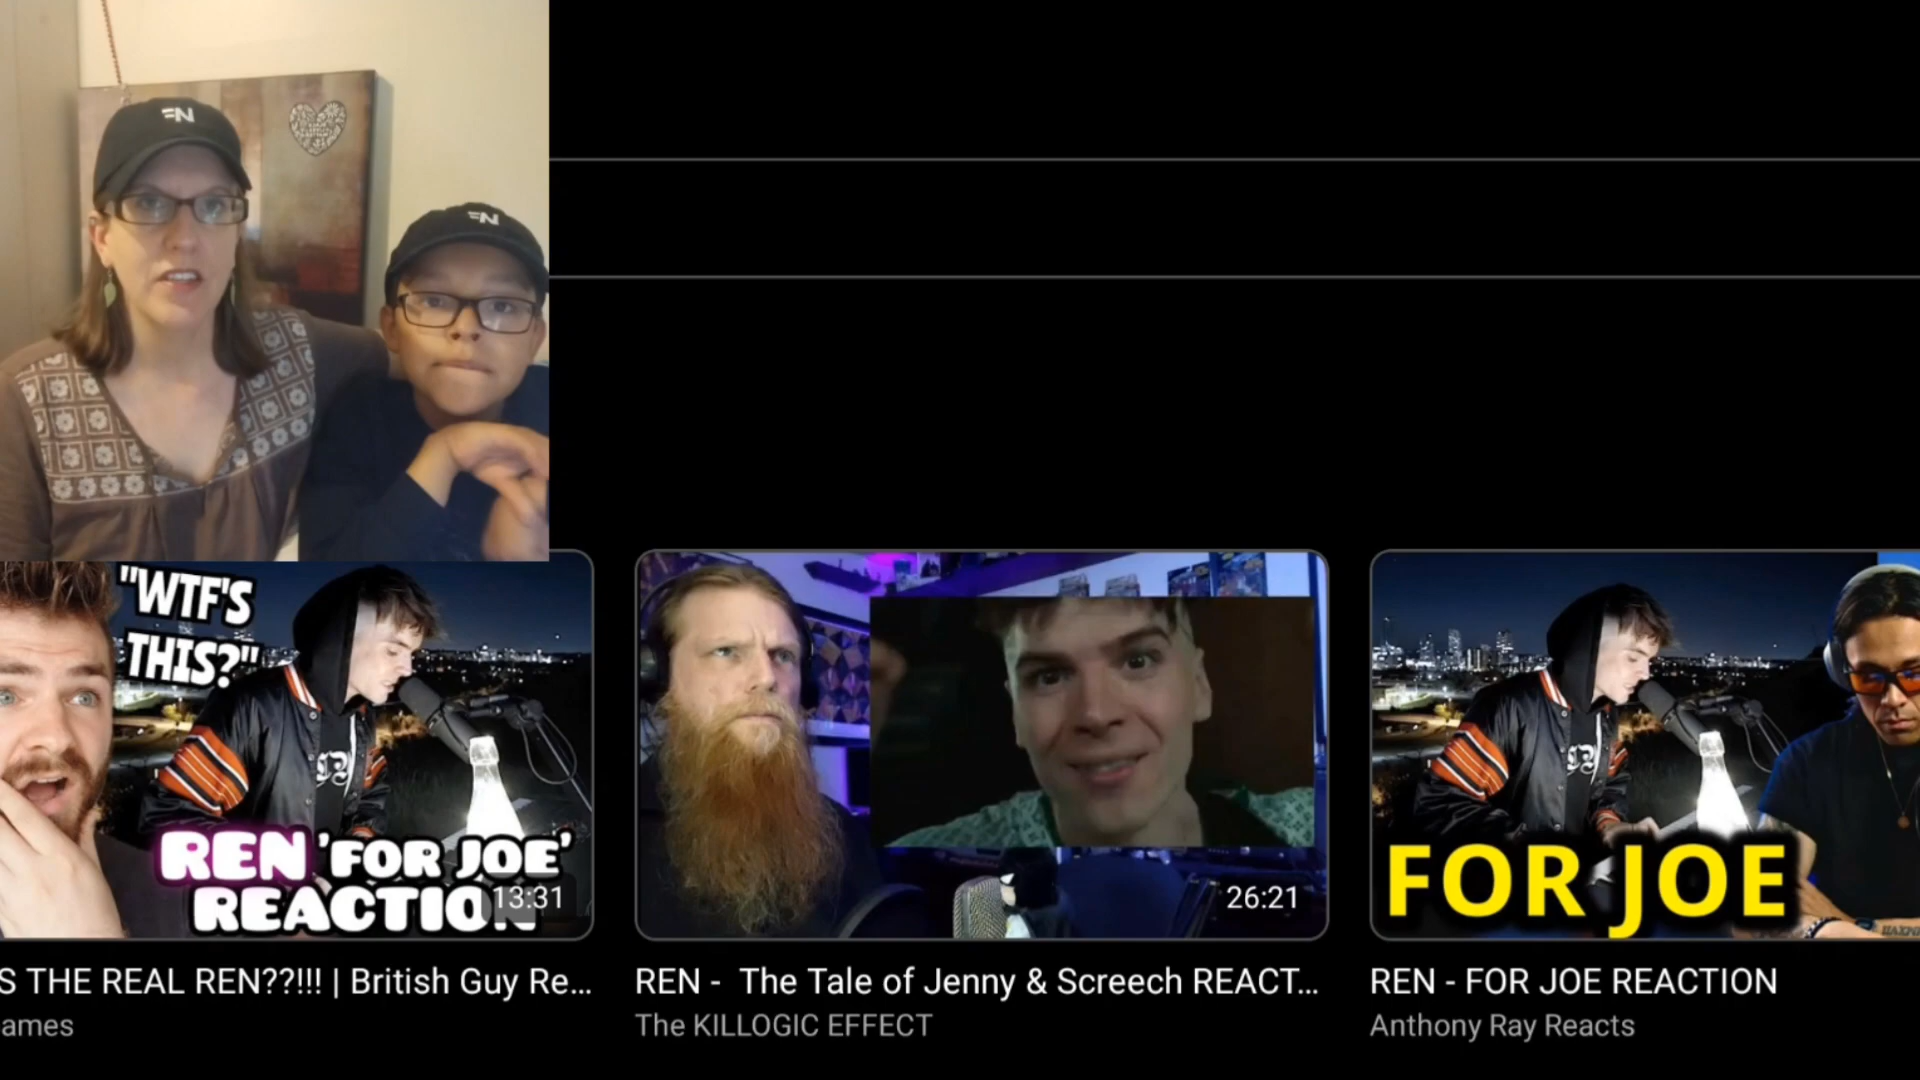 =N
=N
"WTF'S
THIS?"
REN 'FOR JOE'
REACTION
13:31
26:21
FOR JOE
S THE REAL REN??!!! | British Guy Re...
ames
REN - The Tale of Jenny & Screech REACT...
The KILLOGIC EFFECT
REN - FOR JOE REACTION
Anthony Ray Reacts